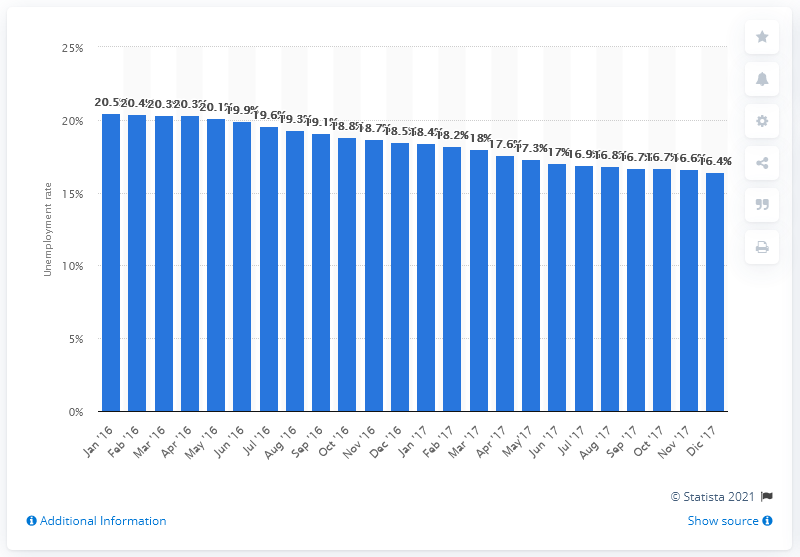 25%
20%
15%
10%
5%
0%
Unemployment rate
20.5% 20.4% 20.3% 20.3% 20.1% 19.9% 19.6% 19.3% 19.1% 18.8% 18.7% 18.5% 18.4% 18.2% 18% 17.6% 17.3% 17% 16.9% 16.8% 16.7% 16.7% 16.6% 16.4%
Jan '16 Feb '16 Mar '16 Apr '16 May '16 Jun '16 Jul '16 Aug '16 Sep '16 Oct '16 Nov '16 Dec '16 Jan '17 Feb '17 Mar '17 Apr '17 May'17 Jun '17 Jul '17 Aug '17 Sep '17 Oct '17 Nov '17 Dic '17
© Statista 2021
Additional Information
Show source